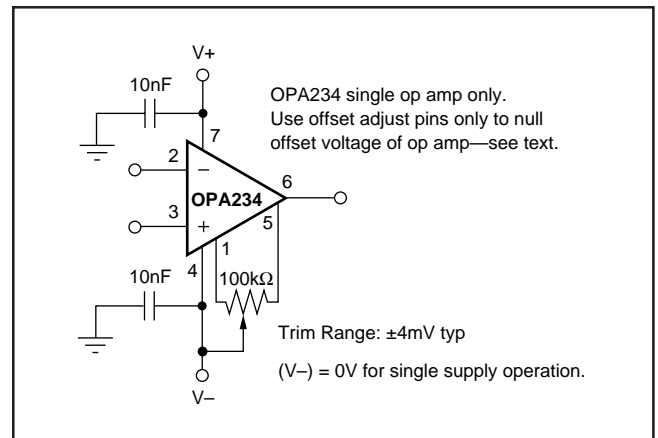 V+
10nF
7
OPA234 single op amp only.
Use offset adjust pins only to null
offset voltage of op amp—see text.
2
–
6
OPA234
3
+
5
1
4
10nF
100kΩ
Trim Range: ±4mV typ
(V–) = 0V for single supply operation.
V–